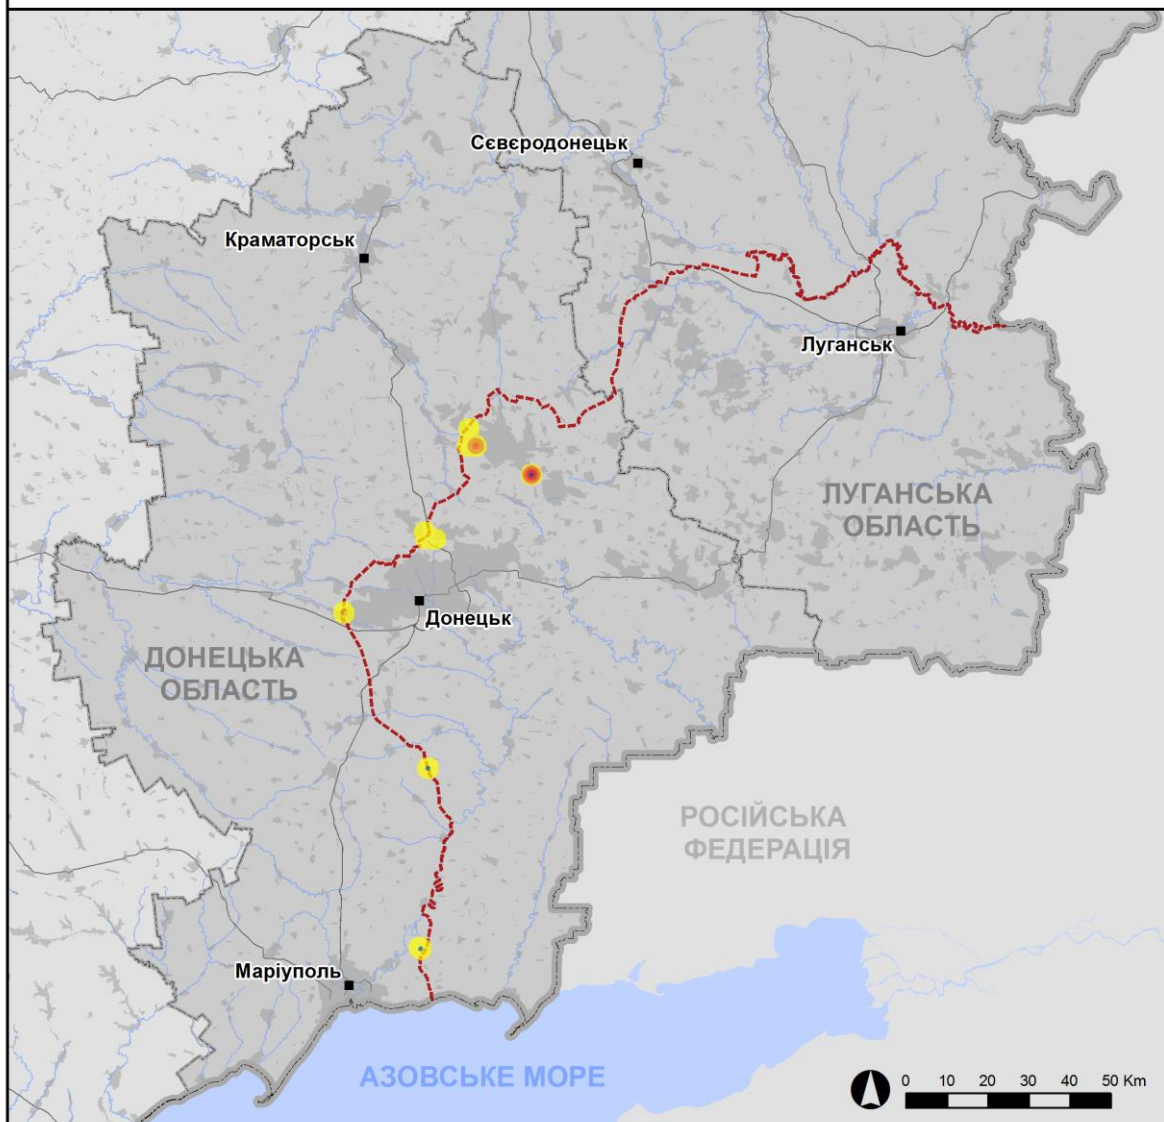 Сєвєродонецьк
Краматорськ
Луганськ
ЛУГАНСЬКА
ОБЛАСТЬ
Донецьк
ДОНЕЦЬКА
ОБЛАСТЬ
РОСІЙСЬКА
ФЕДЕРАЦІЯ
Маріуполь
АЗОВСЬКЕ МОРЕ
0 10 20 30 40 50 Km